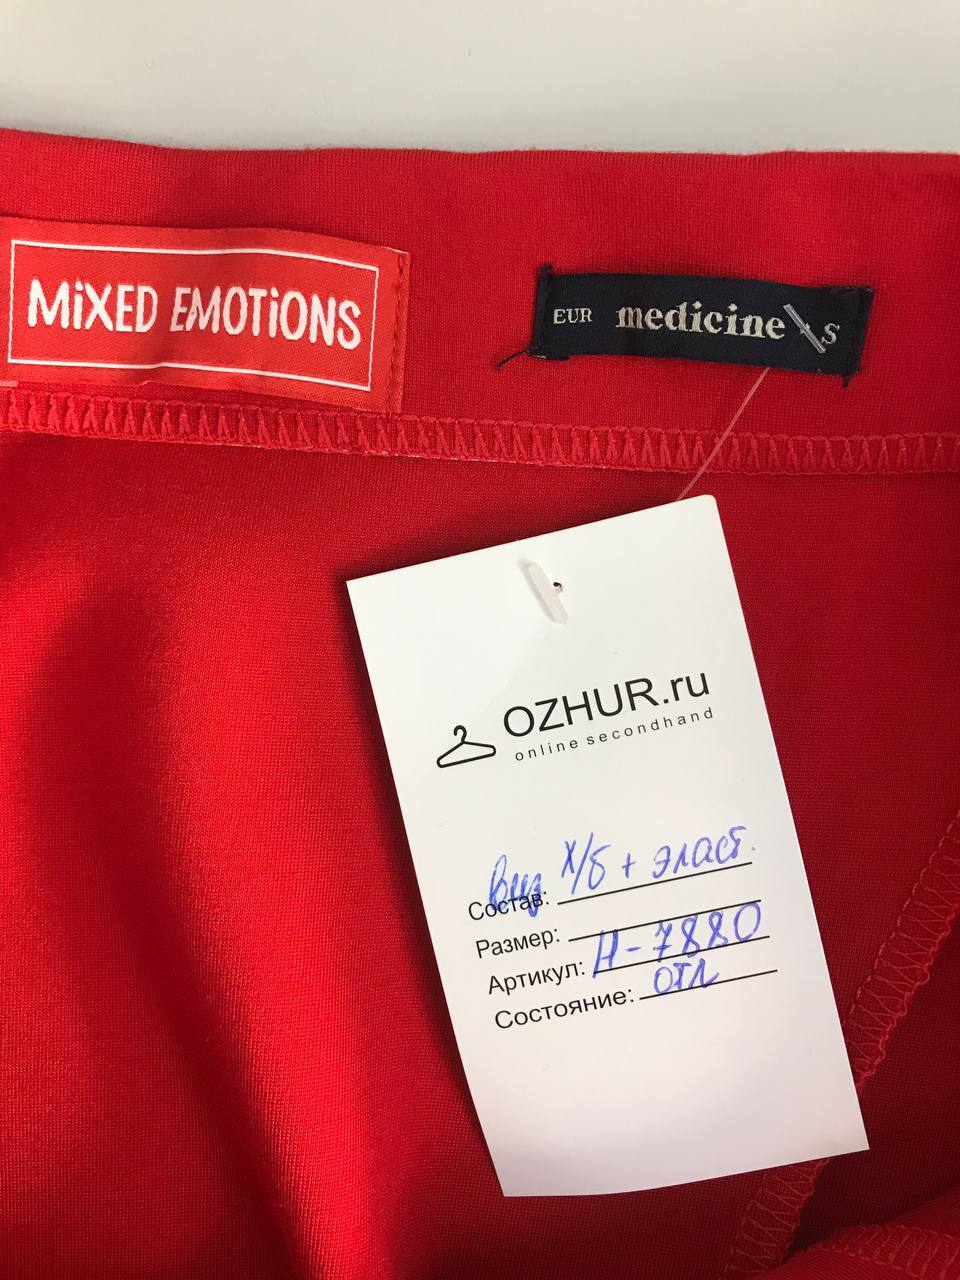 MiXED EMOTiONS
EUR medicine S
OZHUR.ru
online secondhand
Состав: виз х/б + эласт.
Размер:
Артикул: Н-7880
Состояние: отл